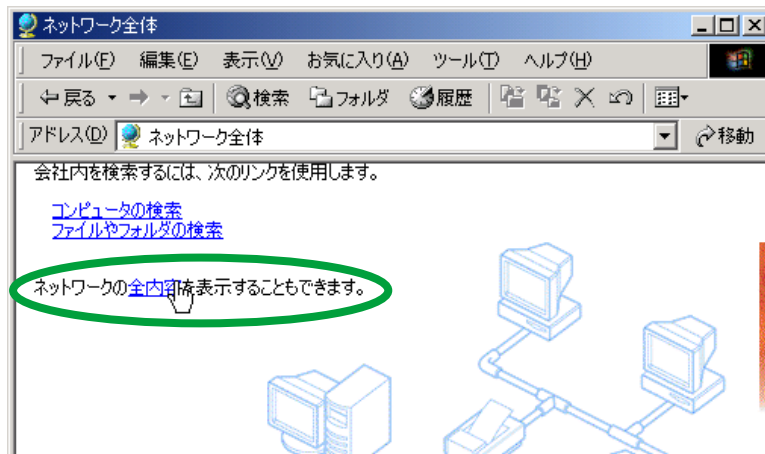 ネットワーク全体
ファイル(F) 編集(E) 表示(V) お気に入り(A) ツール(T) ヘルプ(H)
戻る 検索 フォルダ 履歴
アドレス(D) ネットワーク全体 移動
会社内を検索するには、次のリンクを使用します。
コンピュータの検索
ファイルやフォルダの検索
ネットワークの全内容を表示することもできます。